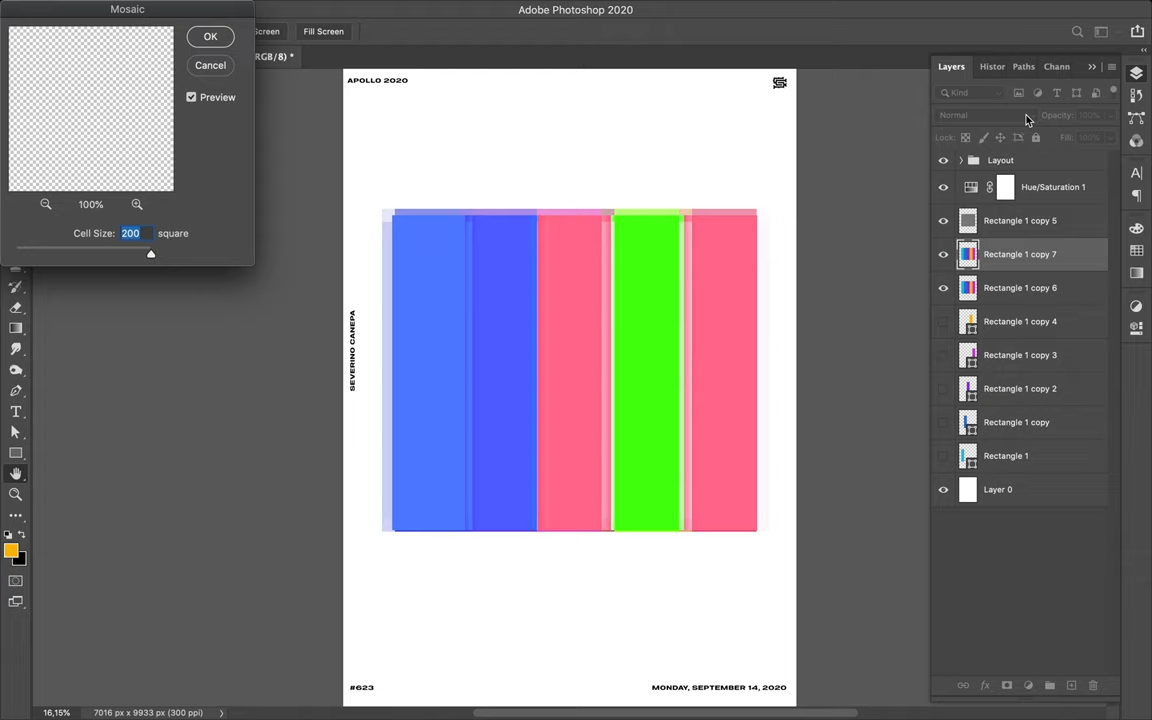 Mosaic
Adobe Photoshop 2020
OK
Cancel
Preview
100%
Cell Size: 200 square
Screen
Fill Screen
RGB/8) *
APOLLO 2020
SEVERINO CANEPA
#623
MONDAY, SEPTEMBER 14, 2020
Layers
Histor
Paths
Chann
Kind
Normal
Opacity: 100%
Lock:
Fill: 100%
Layout
Hue/Saturation 1
Rectangle 1 copy 5
Rectangle 1 copy 7
Rectangle 1 copy 6
Rectangle 1 copy 4
Rectangle 1 copy 3
Rectangle 1 copy 2
Rectangle 1 copy
Rectangle 1
Layer 0
fx
16,15%
7016 px x 9933 px (300 ppi)